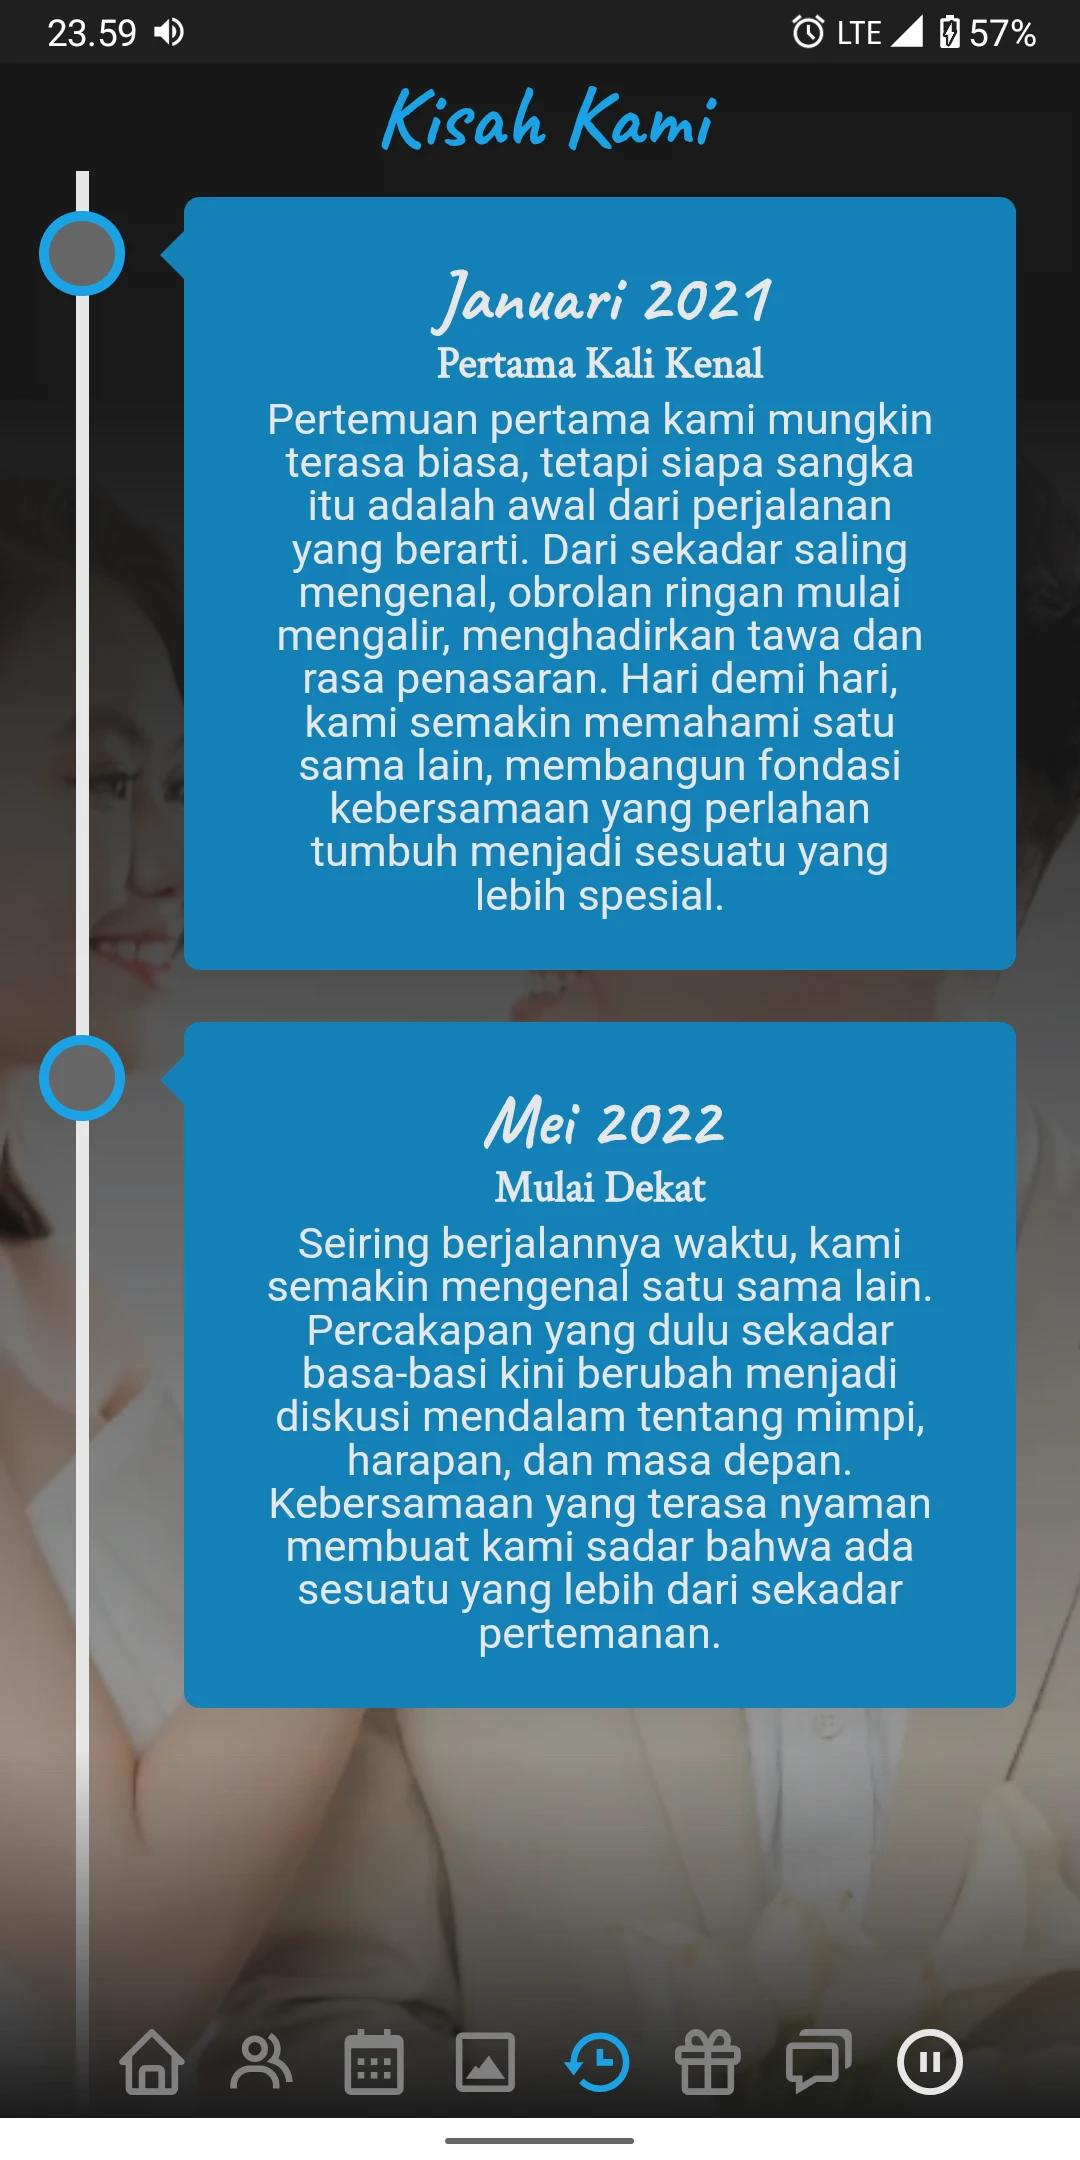 23.59
LTE
57%
Kisah Kami
Januari 2021
Pertama Kali Kenal
Pertemuan pertama kami mungkin
terasa biasa, tetapi siapa sangka
itu adalah awal dari perjalanan
yang berarti. Dari sekadar saling
mengenal, obrolan ringan mulai
mengalir, menghadirkan tawa dan
rasa penasaran. Hari demi hari,
kami semakin memahami satu
sama lain, membangun fondasi
kebersamaan yang perlahan
tumbuh menjadi sesuatu yang
lebih spesial.
Mei 2022
Mulai Dekat
Seiring berjalannya waktu, kami
semakin mengenal satu sama lain.
Percakapan yang dulu sekadar
basa-basi kini berubah menjadi
diskusi mendalam tentang mimpi,
harapan, dan masa depan.
Kebersamaan yang terasa nyaman
membuat kami sadar bahwa ada
sesuatu yang lebih dari sekadar
pertemanan.